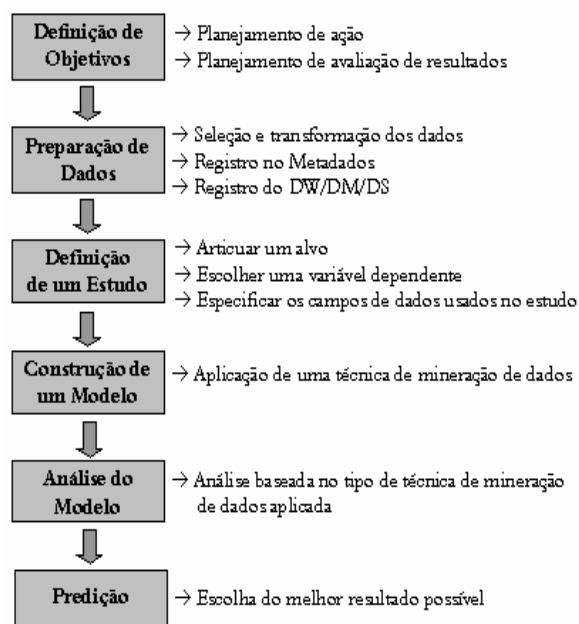 Definição de
Objetivos
→ Planejamento de ação
→ Planejamento de avaliação de resultados
Preparação de
Dados
→ Seleção e transformação dos dados
→ Registro no Metadados
→ Registro do DW/DM/DS
Definição
de um Estudo
→ Articuar um alvo
→ Escolher uma variável dependente
→ Especificar os campos de dados usados no estudo
Construção de
um Modelo
→ Aplicação de uma técnica de mineração de dados
Análise do
Modelo
→ Análise baseada no tipo de técnica de mineração
de dados aplicada
Predição
→ Escolha do melhor resultado possível